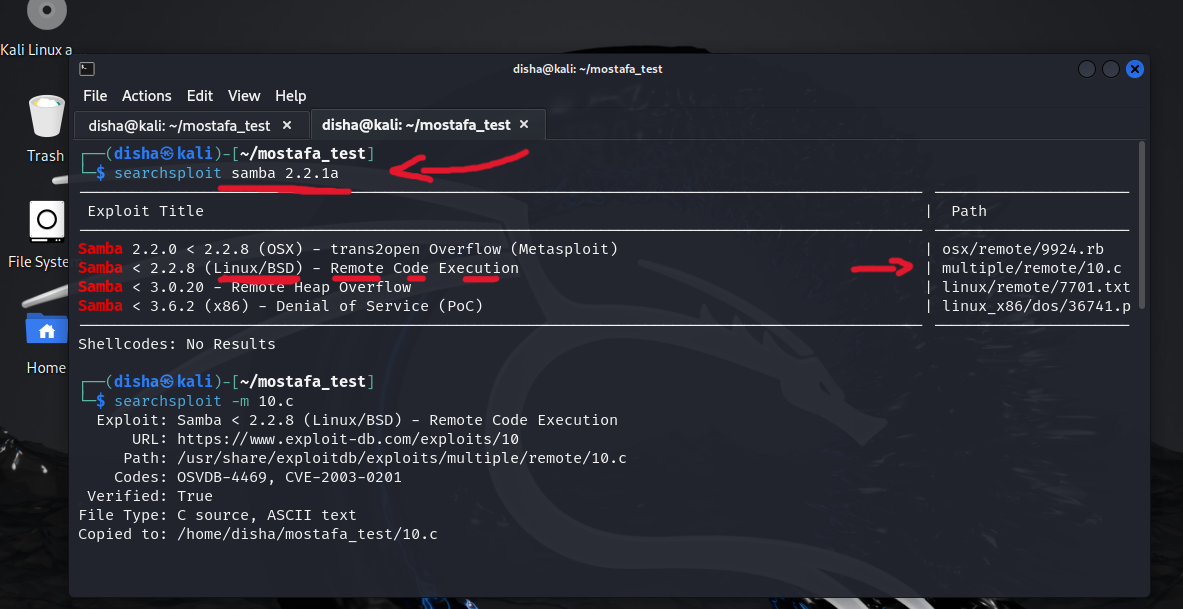 Kali Linux a
Trash
File Syste
Home
disha@kali: ~/mostafa_test
File Actions Edit View Help
disha@kali: ~/mostafa_test × disha@kali: ~/mostafa_test ×
┌──(disha㉿kali)-[~/mostafa_test]
└─$ searchsploit samba 2.2.1a
Exploit Title | Path
Samba 2.2.0 < 2.2.8 (OSX) - trans2open Overflow (Metasploit) | osx/remote/9924.rb
Samba < 2.2.8 (Linux/BSD) - Remote Code Execution | multiple/remote/10.c
Samba < 3.0.20 - Remote Heap Overflow | linux/remote/7701.txt
Samba < 3.6.2 (x86) - Denial of Service (PoC) | linux_x86/dos/36741.p
Shellcodes: No Results
┌──(disha㉿kali)-[~/mostafa_test]
└─$ searchsploit -m 10.c
Exploit: Samba < 2.2.8 (Linux/BSD) - Remote Code Execution
URL: https://www.exploit-db.com/exploits/10
Path: /usr/share/exploitdb/exploits/multiple/remote/10.c
Codes: OSVDB-4469, CVE-2003-0201
Verified: True
File Type: C source, ASCII text
Copied to: /home/disha/mostafa_test/10.c